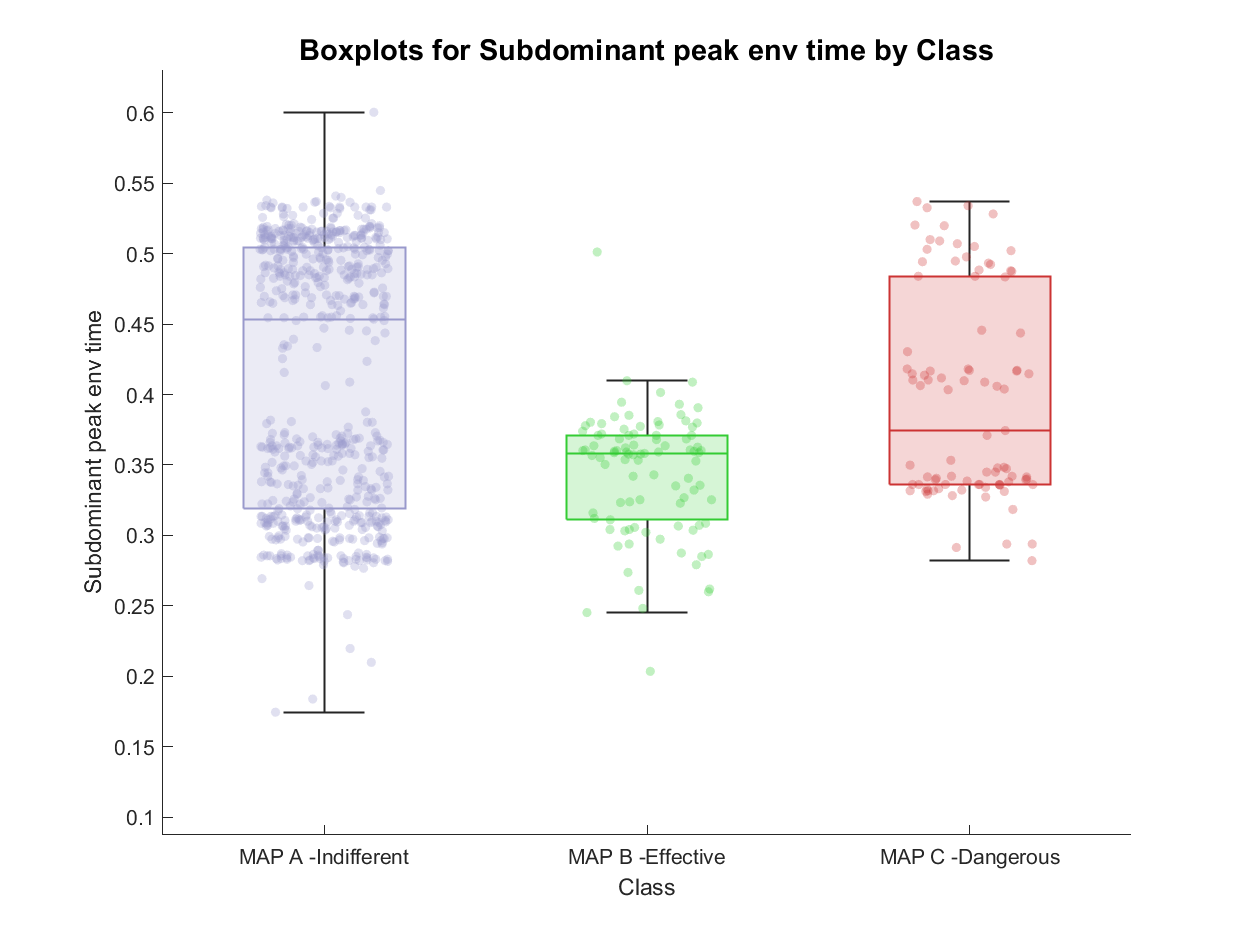 Boxplots for Subdominant peak env time by Class
Subdominant peak env time
0.6
0.55
0.5
0.45
0.4
0.35
0.3
0.25
0.2
0.15
0.1
MAP A -Indifferent
MAP B -Effective
MAP C -Dangerous
Class